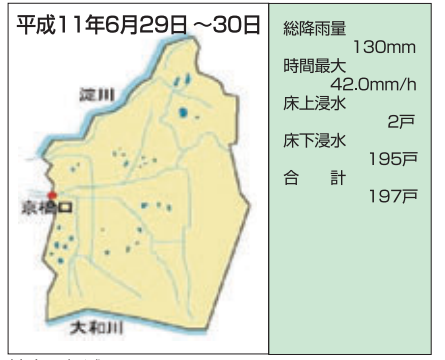 平成11年6月29日～30日
淀川
京橋口
大和川
総降雨量
130mm
時間最大
42.0mm/h
床上浸水
2戸
床下浸水
195戸
合　計
197戸